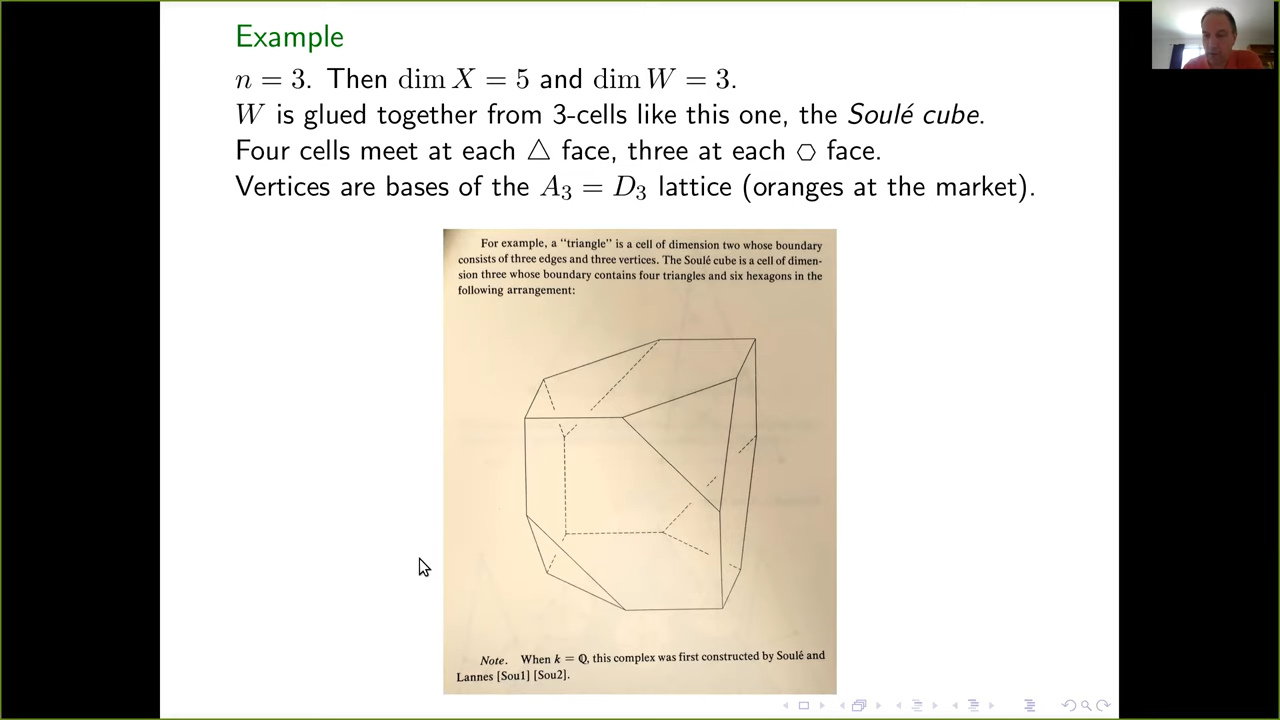 Example
n = 3. Then dim X = 5 and dim W = 3.
W is glued together from 3-cells like this one, the Soulé cube.
Four cells meet at each △ face, three at each ⬡ face.
Vertices are bases of the A₃ = D₃ lattice (oranges at the market).
For example, a “triangle” is a cell of dimension two whose boundary
consists of three edges and three vertices. The Soulé cube is a cell of dimen-
sion three whose boundary contains four triangles and six hexagons in the
following arrangement:
Note. When k = ℚ, this complex was first constructed by Soulé and
Lannes [Sou1] [Sou2].